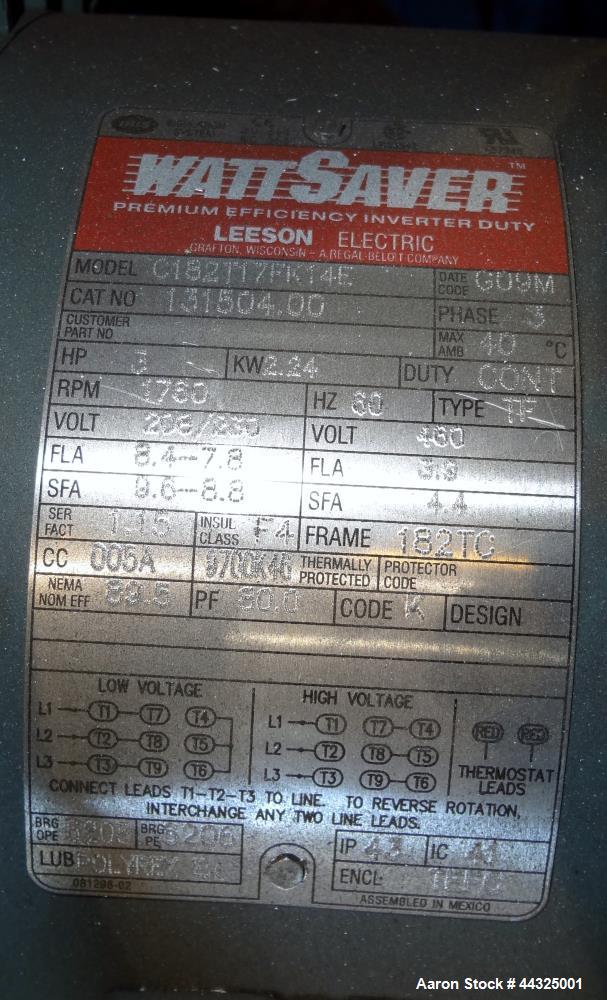 WATTSAVER™
PREMIUM EFFICIENCY INVERTER DUTY
LEESON ELECTRIC
GRAFTON, WISCONSIN – A REGAL-BELOIT COMPANY
MODEL C182T17FK14E DATE CODE G09M
CAT NO 131504.00 PHASE 3
CUSTOMER PART NO MAX AMB 40 °C
HP 3 KW 2.24 DUTY CONT
RPM 1760 HZ 60 TYPE TF
VOLT 208/230 VOLT 460
FLA 8.4-7.8 FLA 3.9
SFA 9.6-8.8 SFA 4.4
SER FACT 1.15 INSUL CLASS F4 FRAME 182TC
CC 005A THERMALLY PROTECTED PROTECTOR CODE
NEMA NOM EFF 89.5 PF 80.0 CODE K DESIGN
LOW VOLTAGE HIGH VOLTAGE
L1 T1 T7 T4 L1 T1 T7 T4 RED RED
L2 T2 T8 T5 L2 T2 T8 T5
L3 T3 T9 T6 L3 T3 T9 T6 THERMOSTAT LEADS
CONNECT LEADS T1-T2-T3 TO LINE. TO REVERSE ROTATION,
INTERCHANGE ANY TWO LINE LEADS.
BRG OPE BRG PE 6206 IP 43 IC 41
LUB POLYREX EM ENCL TEFC
081298-02 ASSEMBLED IN MEXICO
Aaron Stock # 44325001